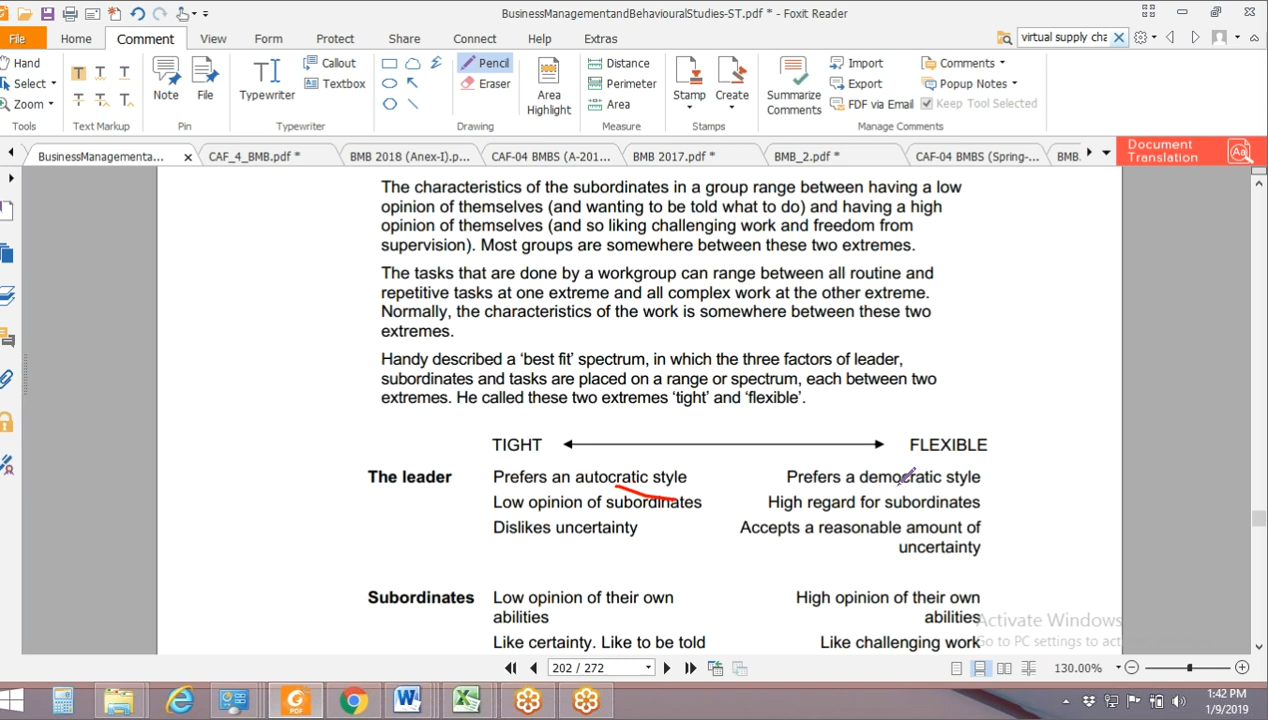 BusinessManagementandBehaviouralStudies-ST.pdf * - Foxit Reader
File Home Comment View Form Protect Share Connect Help Extras
virtual supply cha
Hand
Select
Zoom
Tools
Text Markup
Note
File
Pin
Typewriter
Callout
Textbox
Typewriter
Pencil
Eraser
Area
Highlight
Drawing
Distance
Perimeter
Area
Measure
Stamp
Create
Stamps
Summarize
Comments
Import
Export
FDF via Email
Comments
Popup Notes
Keep Tool Selected
Manage Comments
BusinessManagementa... CAF_4_BMB.pdf * BMB 2018 (Anex-I).p... CAF-04 BMBS (A-201... BMB 2017.pdf * BMB_2.pdf * CAF-04 BMBS (Spring-... BMB.
Document
Translation
The characteristics of the subordinates in a group range between having a low
opinion of themselves (and wanting to be told what to do) and having a high
opinion of themselves (and so liking challenging work and freedom from
supervision). Most groups are somewhere between these two extremes.
The tasks that are done by a workgroup can range between all routine and
repetitive tasks at one extreme and all complex work at the other extreme.
Normally, the characteristics of the work is somewhere between these two
extremes.
Handy described a ‘best fit’ spectrum, in which the three factors of leader,
subordinates and tasks are placed on a range or spectrum, each between two
extremes. He called these two extremes ‘tight’ and ‘flexible’.
TIGHT FLEXIBLE
The leader Prefers an autocratic style Prefers a democratic style
Low opinion of subordinates High regard for subordinates
Dislikes uncertainty Accepts a reasonable amount of
uncertainty
Subordinates Low opinion of their own High opinion of their own
abilities abilities
Like certainty. Like to be told Like challenging work
Activate Windows
Go to PC settings to act
202 / 272
130.00%
1:42 PM
1/9/2019